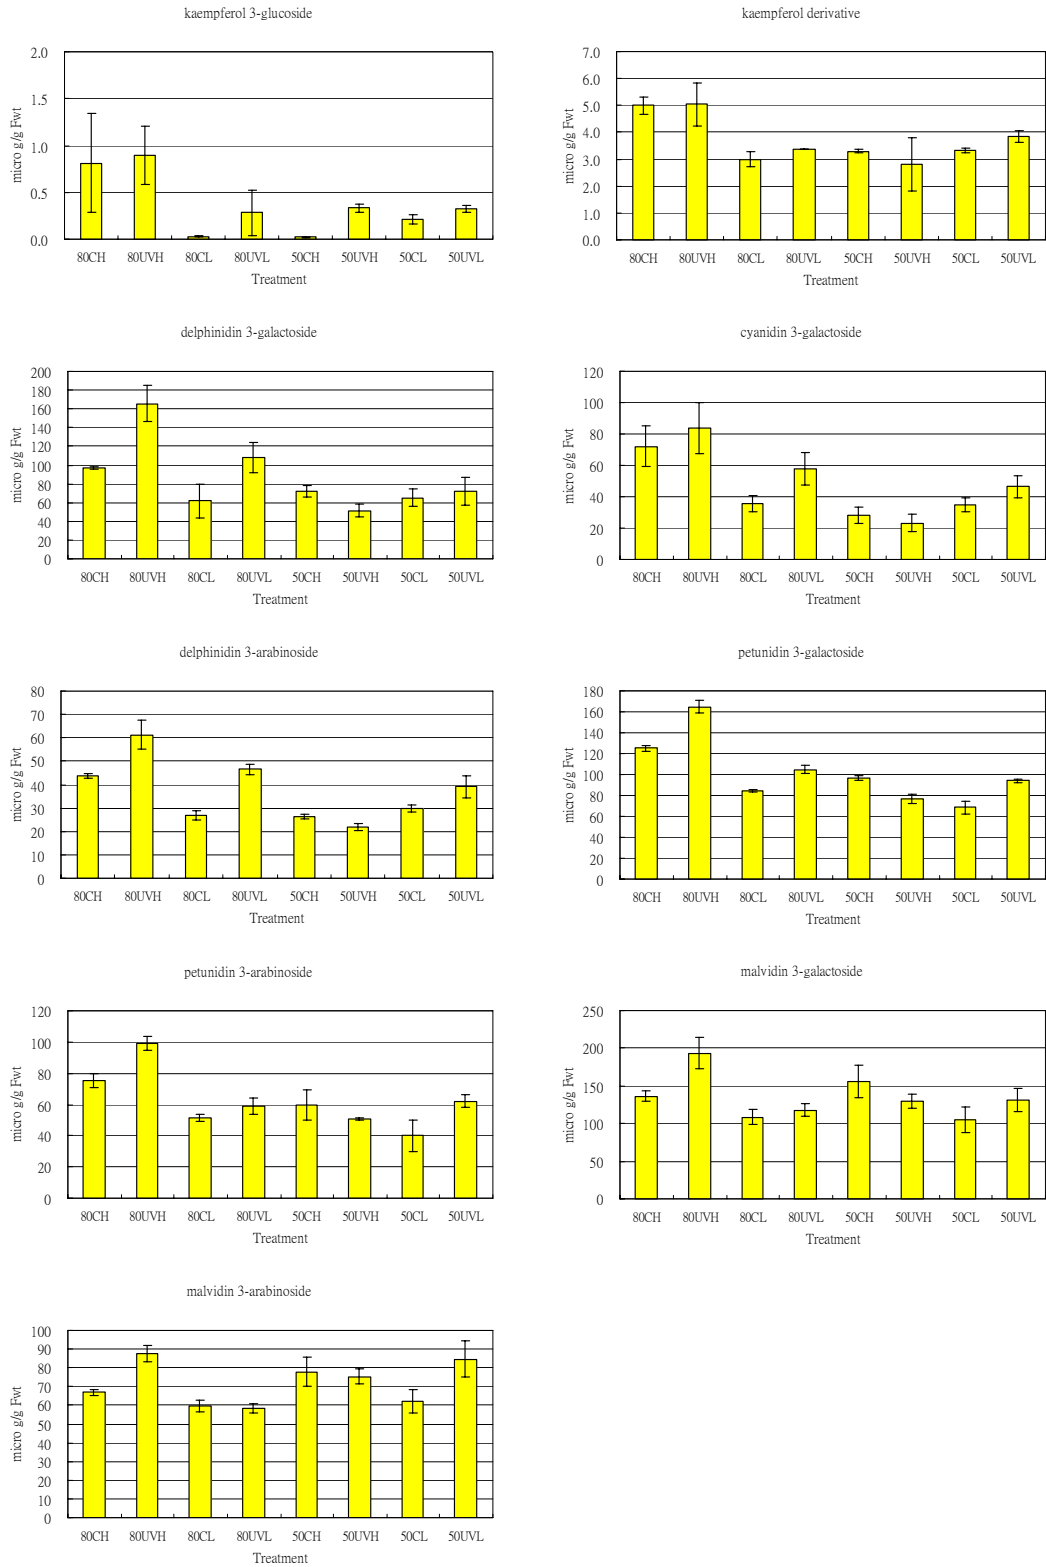 kaempferol 3-glucoside
2.0
1.5
1.0
0.5
0.0
micro g/g Fwt
80CH 80UVH 80CL 80UVL 50CH 50UVH 50CL 50UVL
Treatment
kaempferol derivative
7.0
6.0
5.0
4.0
3.0
2.0
1.0
0.0
micro g/g Fwt
80CH 80UVH 80CL 80UVL 50CH 50UVH 50CL 50UVL
Treatment
delphinidin 3-galactoside
200
180
160
140
120
100
80
60
40
20
0
micro g/g Fwt
80CH 80UVH 80CL 80UVL 50CH 50UVH 50CL 50UVL
Treatment
cyanidin 3-galactoside
120
100
80
60
40
20
0
micro g/g Fwt
80CH 80UVH 80CL 80UVL 50CH 50UVH 50CL 50UVL
Treatment
delphinidin 3-arabinoside
80
70
60
50
40
30
20
10
0
micro g/g Fwt
80CH 80UVH 80CL 80UVL 50CH 50UVH 50CL 50UVL
Treatment
petunidin 3-galactoside
180
160
140
120
100
80
60
40
20
0
micro g/g Fwt
80CH 80UVH 80CL 80UVL 50CH 50UVH 50CL 50UVL
Treatment
petunidin 3-arabinoside
120
100
80
60
40
20
0
micro g/g Fwt
80CH 80UVH 80CL 80UVL 50CH 50UVH 50CL 50UVL
Treatment
malvidin 3-galactoside
250
200
150
100
50
0
micro g/g Fwt
80CH 80UVH 80CL 80UVL 50CH 50UVH 50CL 50UVL
Treatment
malvidin 3-arabinoside
100
90
80
70
60
50
40
30
20
10
0
micro g/g Fwt
80CH 80UVH 80CL 80UVL 50CH 50UVH 50CL 50UVL
Treatment